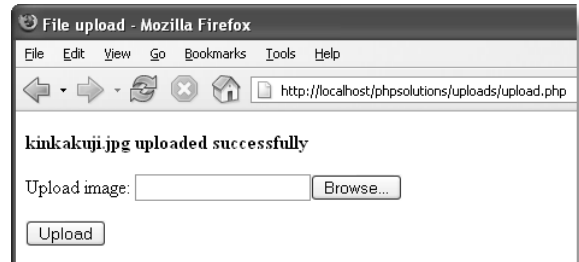 File upload - Mozilla Firefox
File Edit View Go Bookmarks Tools Help
http://localhost/phpsolutions/uploads/upload.php
kinkakuji.jpg uploaded successfully
Upload image: Browse...
Upload